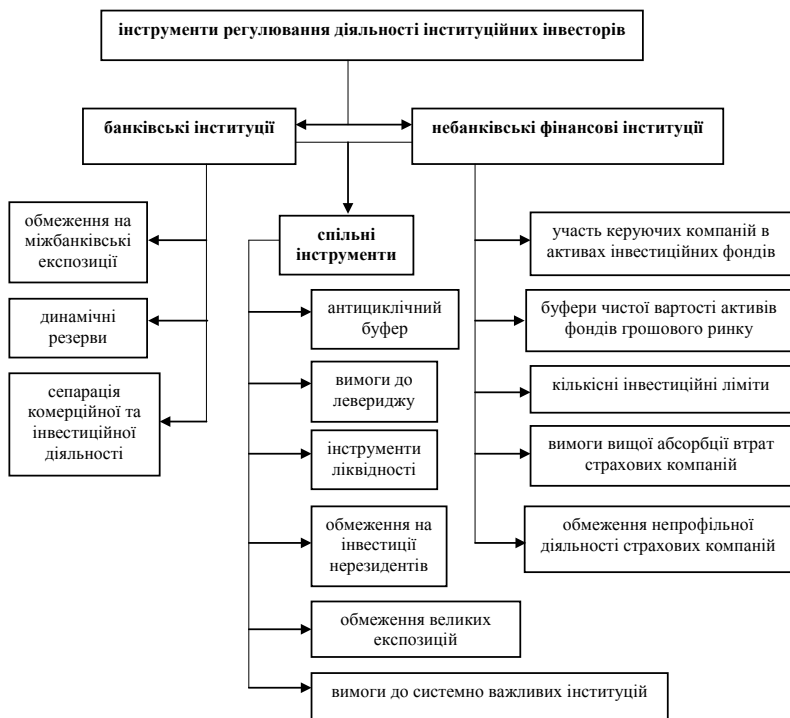 інструменти регулювання діяльності інституційних інвесторів
банківські інституції
небанківські фінансові інституції
обмеження на
міжбанківські
експозиції
динамічні
резерви
сепарація
комерційної та
інвестиційної
діяльності
спільні
інструменти
антициклічний
буфер
вимоги до
левериджу
інструменти
ліквідності
обмеження на
інвестиції
нерезидентів
обмеження великих
експозицій
вимоги до системно важливих інституцій
участь керуючих компаній в
активах інвестиційних фондів
буфери чистої вартості активів
фондів грошового ринку
кількісні інвестиційні ліміти
вимоги вищої абсорбції втрат
страхових компаній
обмеження непрофільної
діяльності страхових компаній